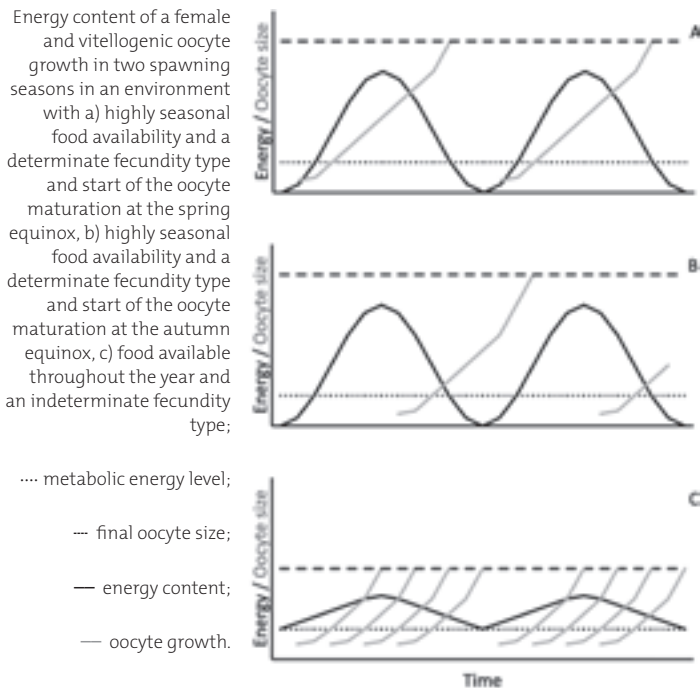 Energy content of a female
and vitellogenic oocyte
growth in two spawning
seasons in an environment
with a) highly seasonal
food availability and a
determinate fecundity type
and start of the oocyte
maturation at the spring
equinox, b) highly seasonal
food availability and a
determinate fecundity type
and start of the oocyte
maturation at the autumn
equinox, c) food available
throughout the year and
an indeterminate fecundity
type;
···· metabolic energy level;
--- final oocyte size;
— energy content;
— oocyte growth.
Energy / Oocyte size
A
Energy / Oocyte size
B
Energy / Oocyte size
C
Time